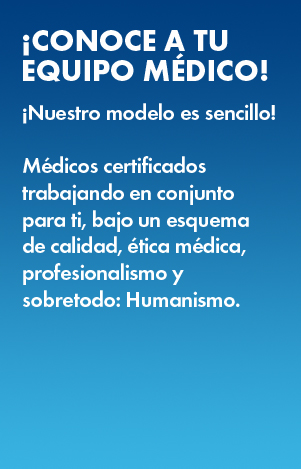 ¡CONOCE A TU
EQUIPO MÉDICO!
¡Nuestro modelo es sencillo!
Médicos certificados
trabajando en conjunto
para ti, bajo un esquema
de calidad, ética médica,
profesionalismo y
sobretodo: Humanismo.